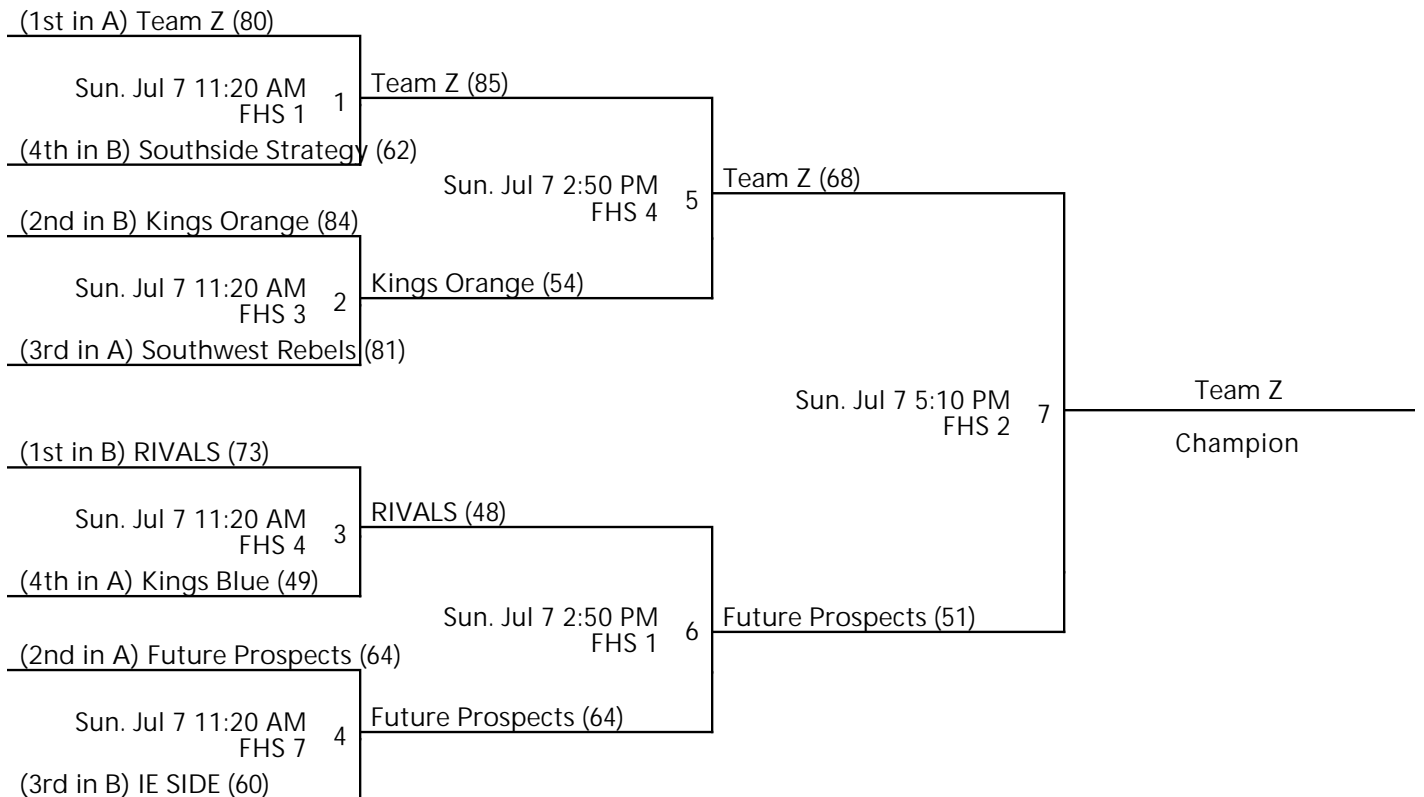 (1st in A) Team Z (80)
Sun. Jul 7 11:20 AM
FHS 1
1
(4th in B) Southside Strategy (62)
Team Z (85)
(2nd in B) Kings Orange (84)
Sun. Jul 7 11:20 AM
FHS 3
2
(3rd in A) Southwest Rebels (81)
Kings Orange (54)
Sun. Jul 7 2:50 PM
FHS 4
5
Team Z (68)
(1st in B) RIVALS (73)
Sun. Jul 7 11:20 AM
FHS 4
3
(4th in A) Kings Blue (49)
RIVALS (48)
(2nd in A) Future Prospects (64)
Sun. Jul 7 11:20 AM
FHS 7
4
(3rd in B) IE SIDE (60)
Future Prospects (64)
Sun. Jul 7 2:50 PM
FHS 1
6
Future Prospects (51)
Sun. Jul 7 5:10 PM
FHS 2
7
Team Z
Champion